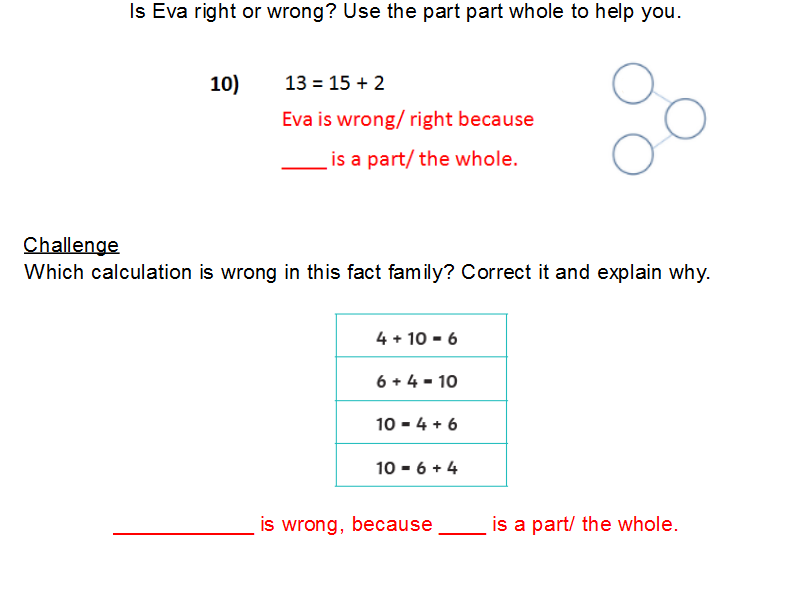 Is Eva right or wrong? Use the part part whole to help you.
10) 13 = 15 + 2
Eva is wrong/ right because
____ is a part/ the whole.
Challenge
Which calculation is wrong in this fact family? Correct it and explain why.
4 + 10 = 6
6 + 4 = 10
10 = 4 + 6
10 = 6 + 4
_____________ is wrong, because ____ is a part/ the whole.